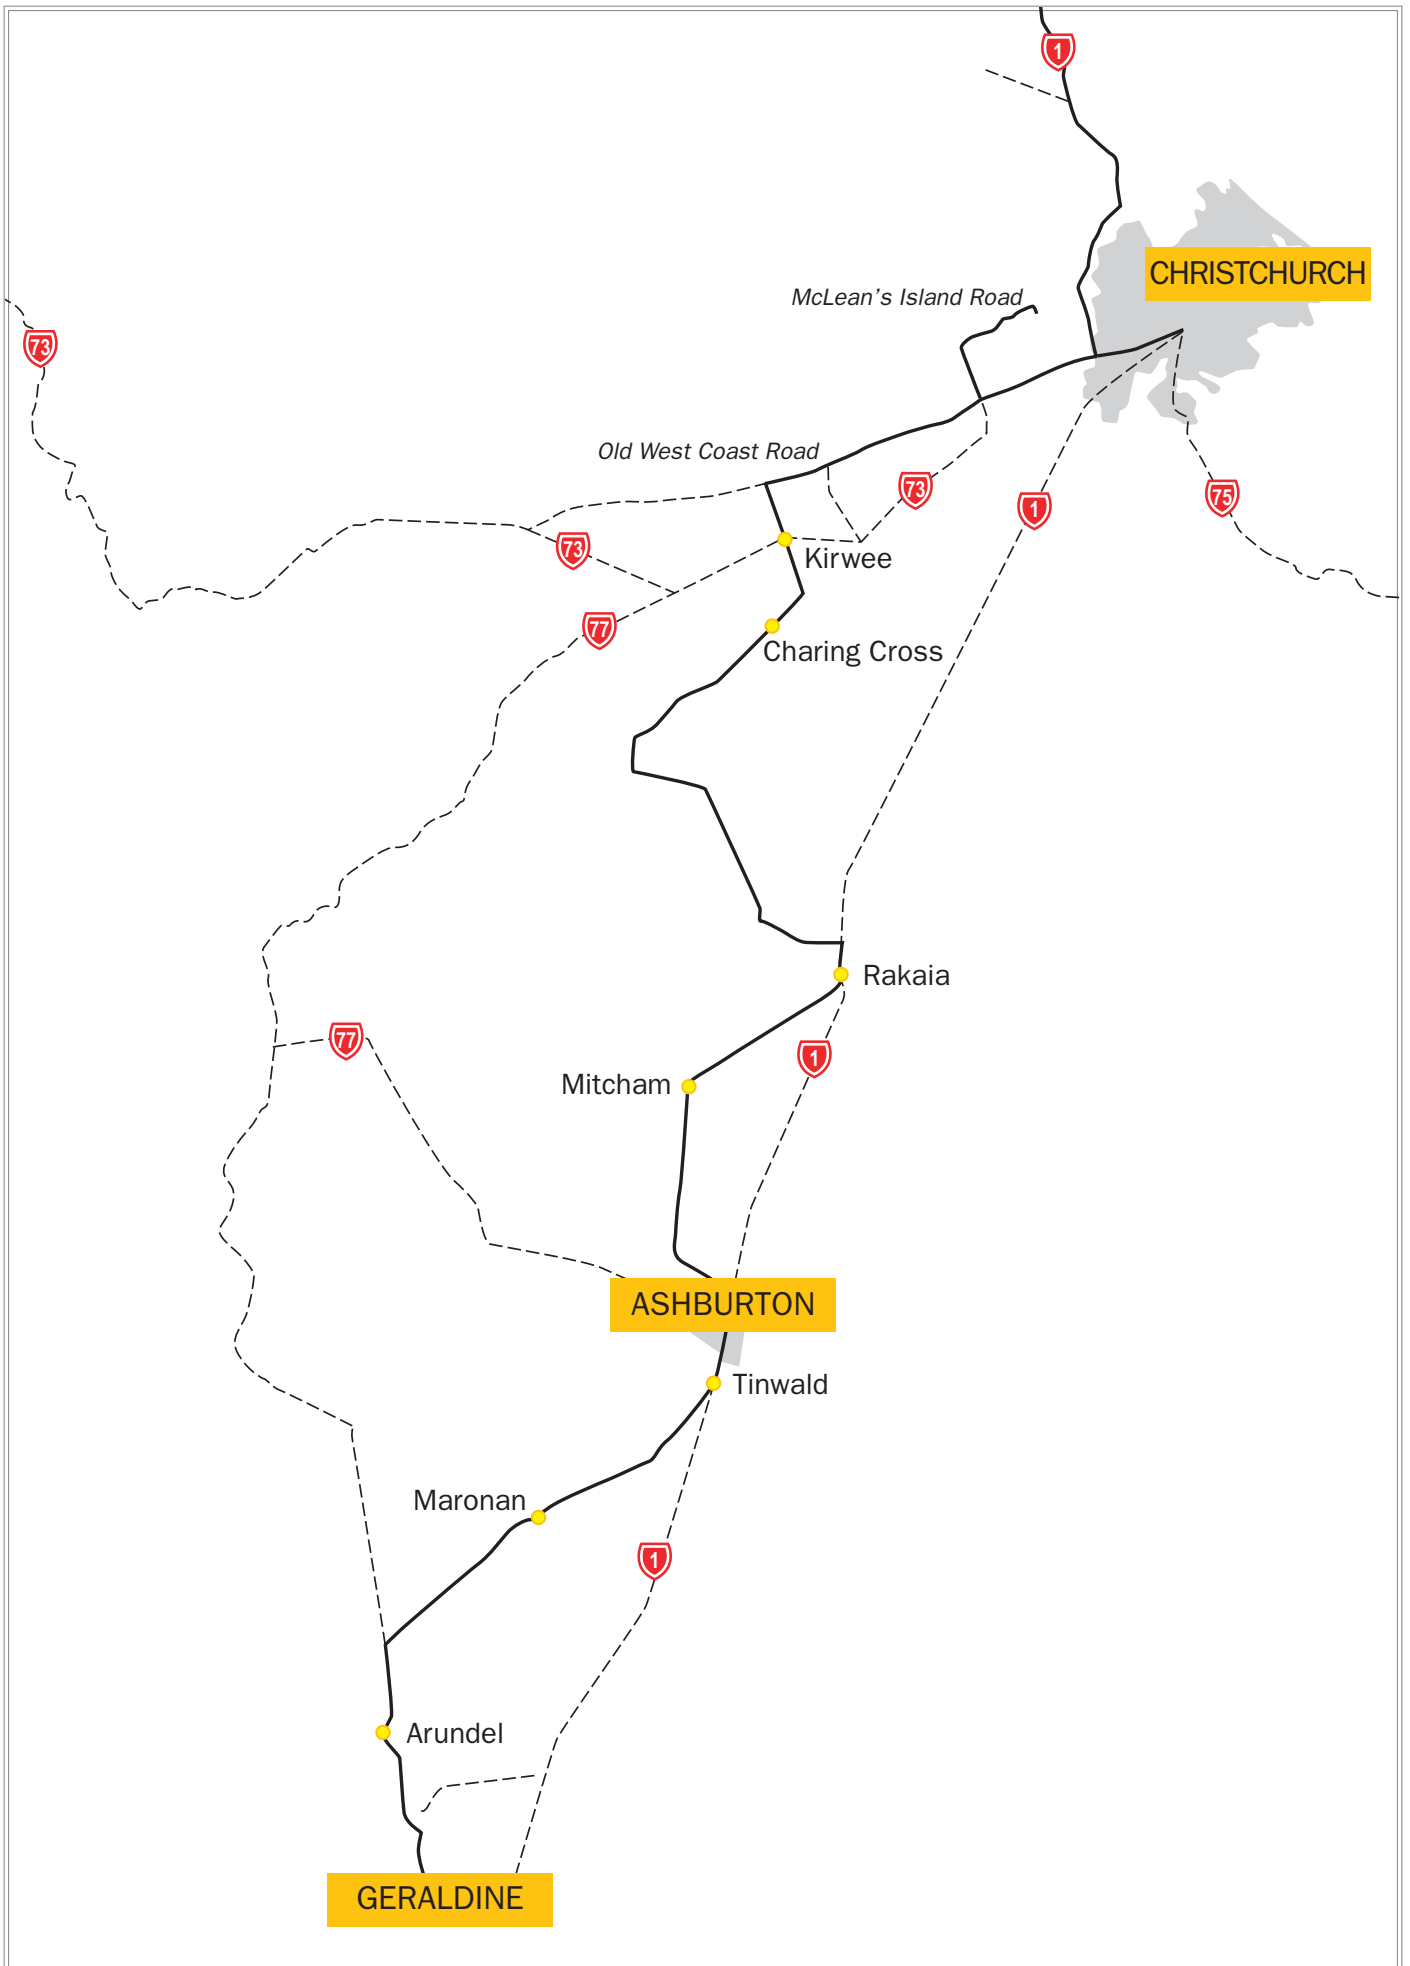 1
CHRISTCHURCH
McLean's Island Road
73
Old West Coast Road
73
75
1
73
Kirwee
77
Charing Cross
Rakaia
77
1
Mitcham
ASHBURTON
Tinwald
Maronan
1
Arundel
GERALDINE